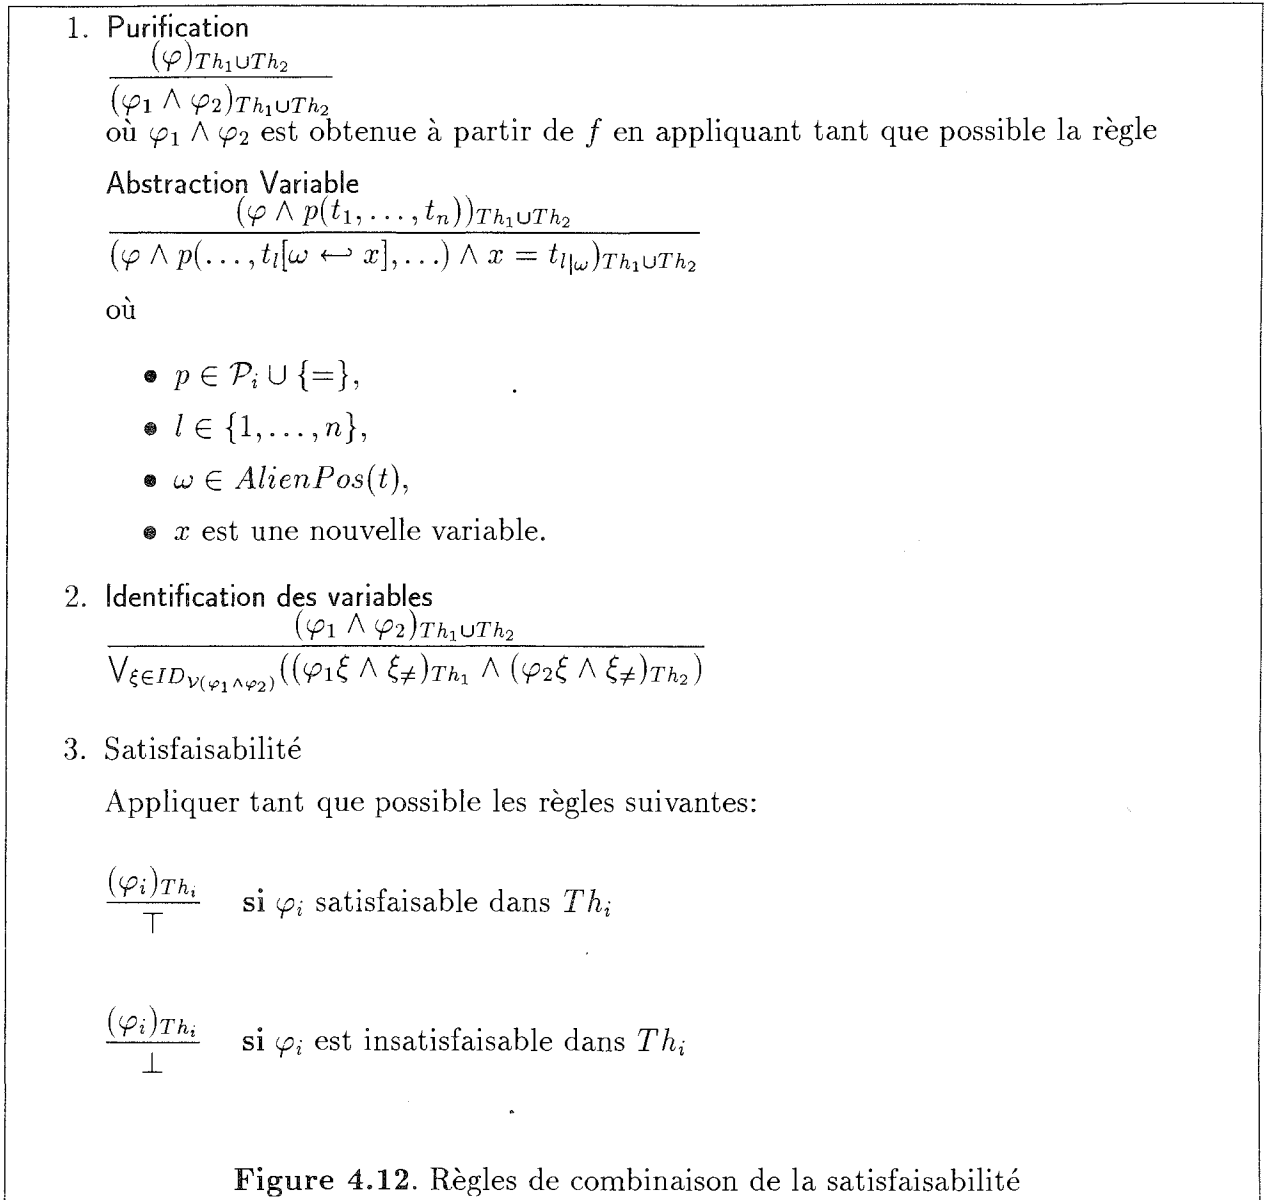 1. Purification
(φ)Th₁∪Th₂
(φ₁ ∧ φ₂)Th₁∪Th₂
où φ₁ ∧ φ₂ est obtenue à partir de f en appliquant tant que possible la règle
Abstraction Variable
(φ ∧ p(t₁, . . . , tₙ))Th₁∪Th₂
(φ ∧ p(. . . , tₗ[ω ↩ x], . . .) ∧ x = tₗ|ω)Th₁∪Th₂
où
• p ∈ 𝒫ᵢ ∪ {=},
• l ∈ {1, . . . , n},
• ω ∈ AlienPos(t),
• x est une nouvelle variable.
2. Identification des variables
(φ₁ ∧ φ₂)Th₁∪Th₂
⋁ξ∈ID𝒱(φ₁∧φ₂)((φ₁ξ ∧ ξ≠)Th₁ ∧ (φ₂ξ ∧ ξ≠)Th₂)
3. Satisfaisabilité
Appliquer tant que possible les règles suivantes:
(φᵢ)Thᵢ
⊤ si φᵢ satisfaisable dans Thᵢ
(φᵢ)Thᵢ
⊥ si φᵢ est insatisfaisable dans Thᵢ
Figure 4.12. Règles de combinaison de la satisfaisabilité